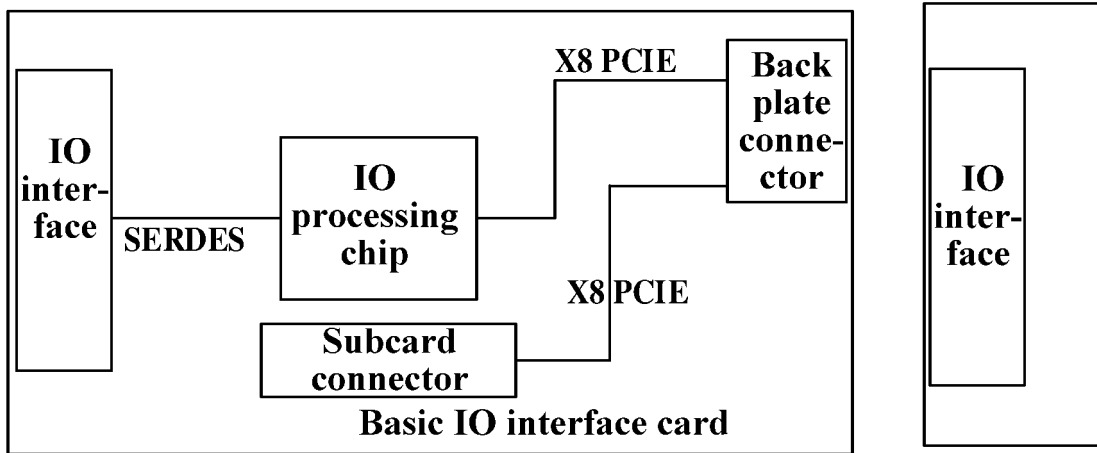 X8 PCIE
Back
plate
conne-
ctor
IO
inter-
face
SERDES
IO
processing
chip
X8 PCIE
Subcard
connector
Basic IO interface card
IO
inter-
face